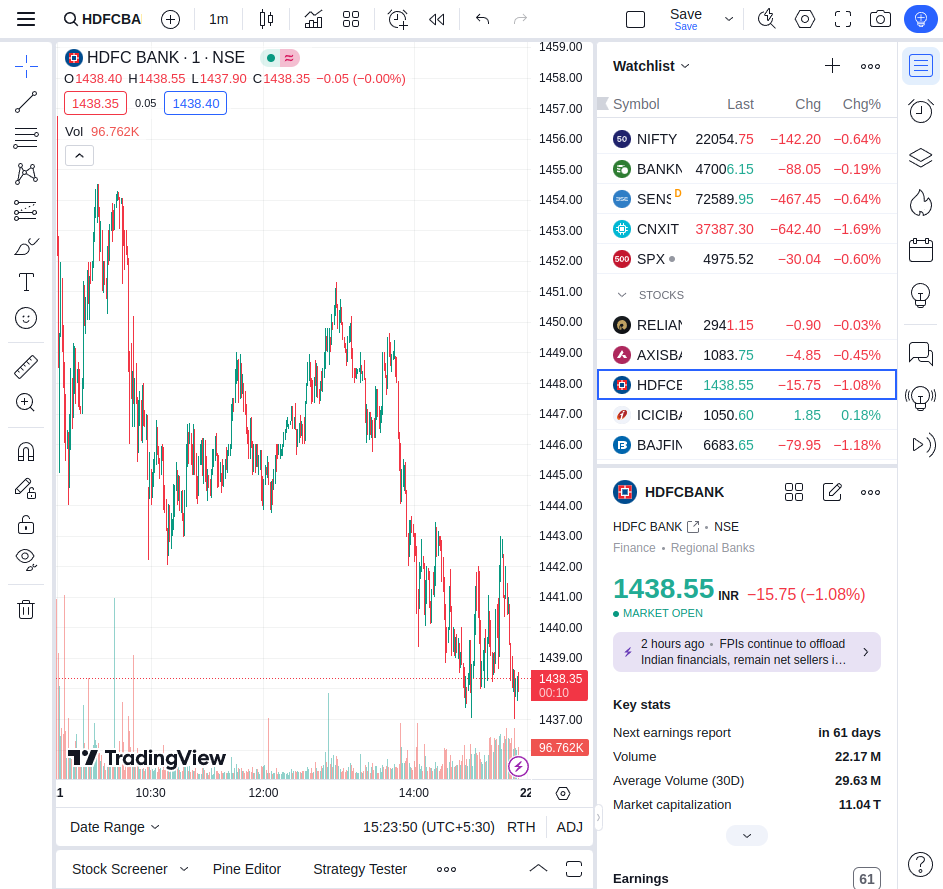 HDFCBA 1m Save
Save
HDFC BANK · 1 · NSE
O1438.40 H1438.55 L1437.90 C1438.35 −0.05 (−0.00%)
1438.35 0.05 1438.40
Vol 96.762K
1459.00
1458.00
1457.00
1456.00
1455.00
1454.00
1453.00
1452.00
1451.00
1450.00
1449.00
1448.00
1447.00
1446.00
1445.00
1444.00
1443.00
1442.00
1441.00
1440.00
1439.00
1438.35
00:10
1437.00
96.762K
TradingView
1 10:30 12:00 14:00 22
Date Range 15:23:50 (UTC+5:30) RTH ADJ
Stock Screener Pine Editor Strategy Tester
Watchlist
Symbol Last Chg Chg%
50 NIFTY 22054.75 −142.20 −0.64%
BANKN 47006.15 −88.05 −0.19%
SENS D 72589.95 −467.45 −0.64%
CNXIT 37387.30 −642.40 −1.69%
500 SPX 4975.52 −30.04 −0.60%
STOCKS
RELIAN 2941.15 −0.90 −0.03%
AXISBA 1083.75 −4.85 −0.45%
HDFCB 1438.55 −15.75 −1.08%
ICICIBA 1050.60 1.85 0.18%
BAJFIN 6683.65 −79.95 −1.18%
HDFCBANK
HDFC BANK • NSE
Finance • Regional Banks
1438.55 INR −15.75 (−1.08%)
MARKET OPEN
2 hours ago • FPIs continue to offload
Indian financials, remain net sellers i...
Key stats
Next earnings report in 61 days
Volume 22.17 M
Average Volume (30D) 29.63 M
Market capitalization 11.04 T
Earnings 61